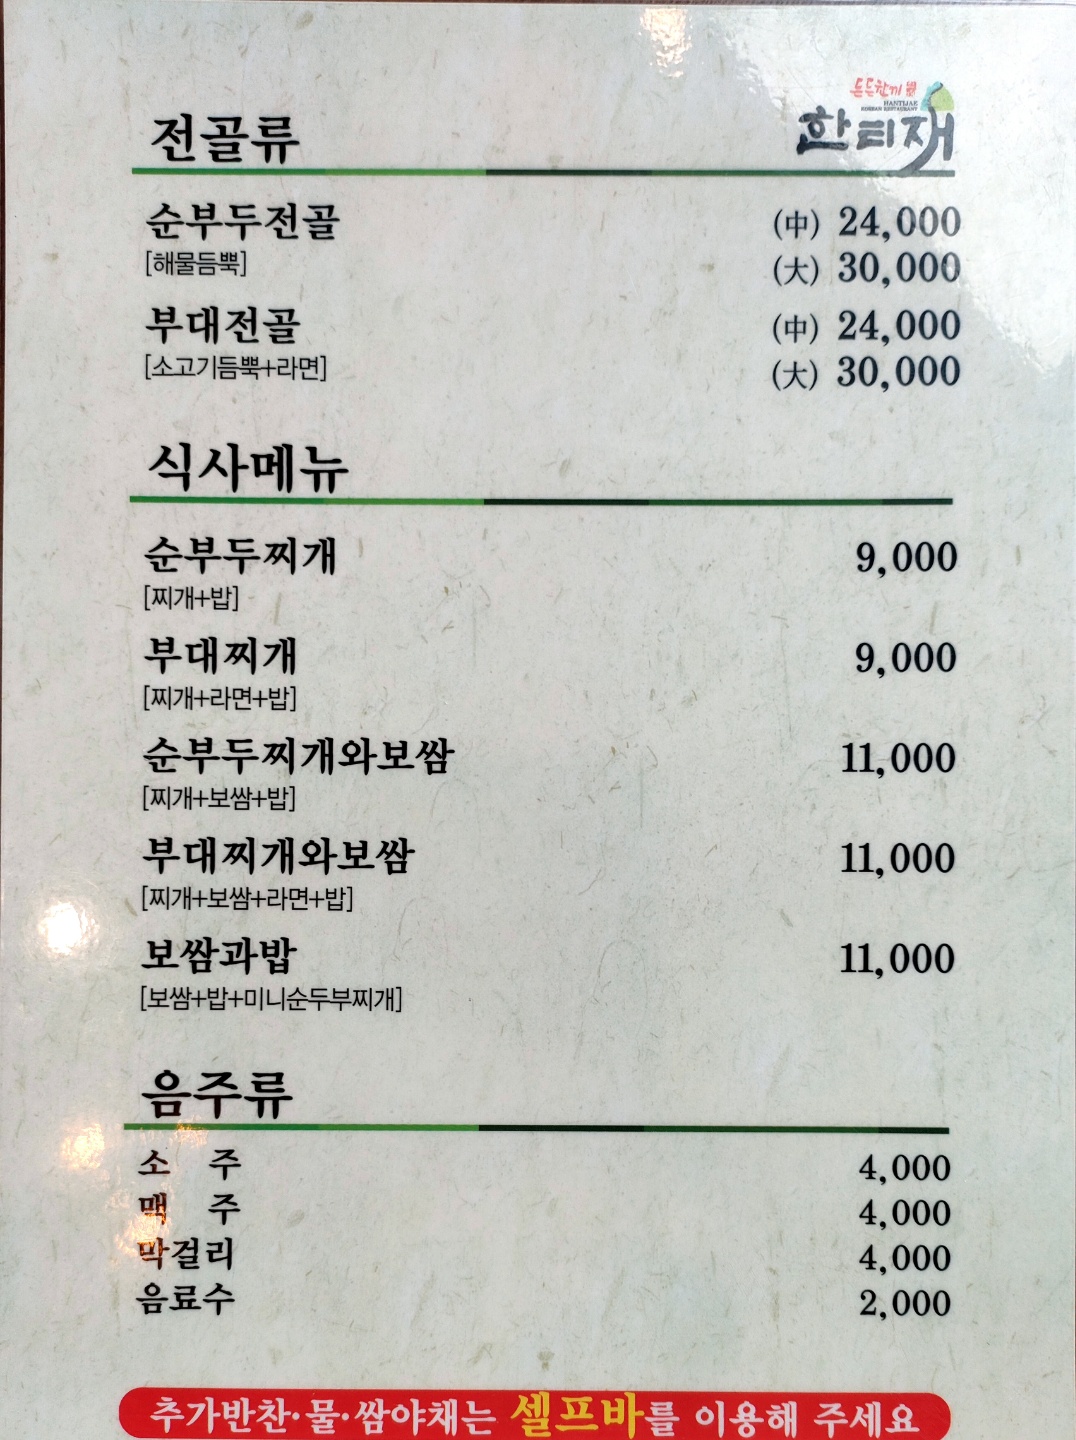 든든한끼
HANTIJAE
KOREAN RESTAURANT
한티재
전골류
순부두전골 (中) 24,000
[해물듬뿍] (大) 30,000
부대전골 (中) 24,000
[소고기듬뿍+라면] (大) 30,000
식사메뉴
순부두찌개 9,000
[찌개+밥]
부대찌개 9,000
[찌개+라면+밥]
순부두찌개와보쌈 11,000
[찌개+보쌈+밥]
부대찌개와보쌈 11,000
[찌개+보쌈+라면+밥]
보쌈과밥 11,000
[보쌈+밥+미니순두부찌개]
음주류
소 주 4,000
맥 주 4,000
막걸리 4,000
음료수 2,000
추가반찬·물·쌈야채는 셀프바를 이용해 주세요